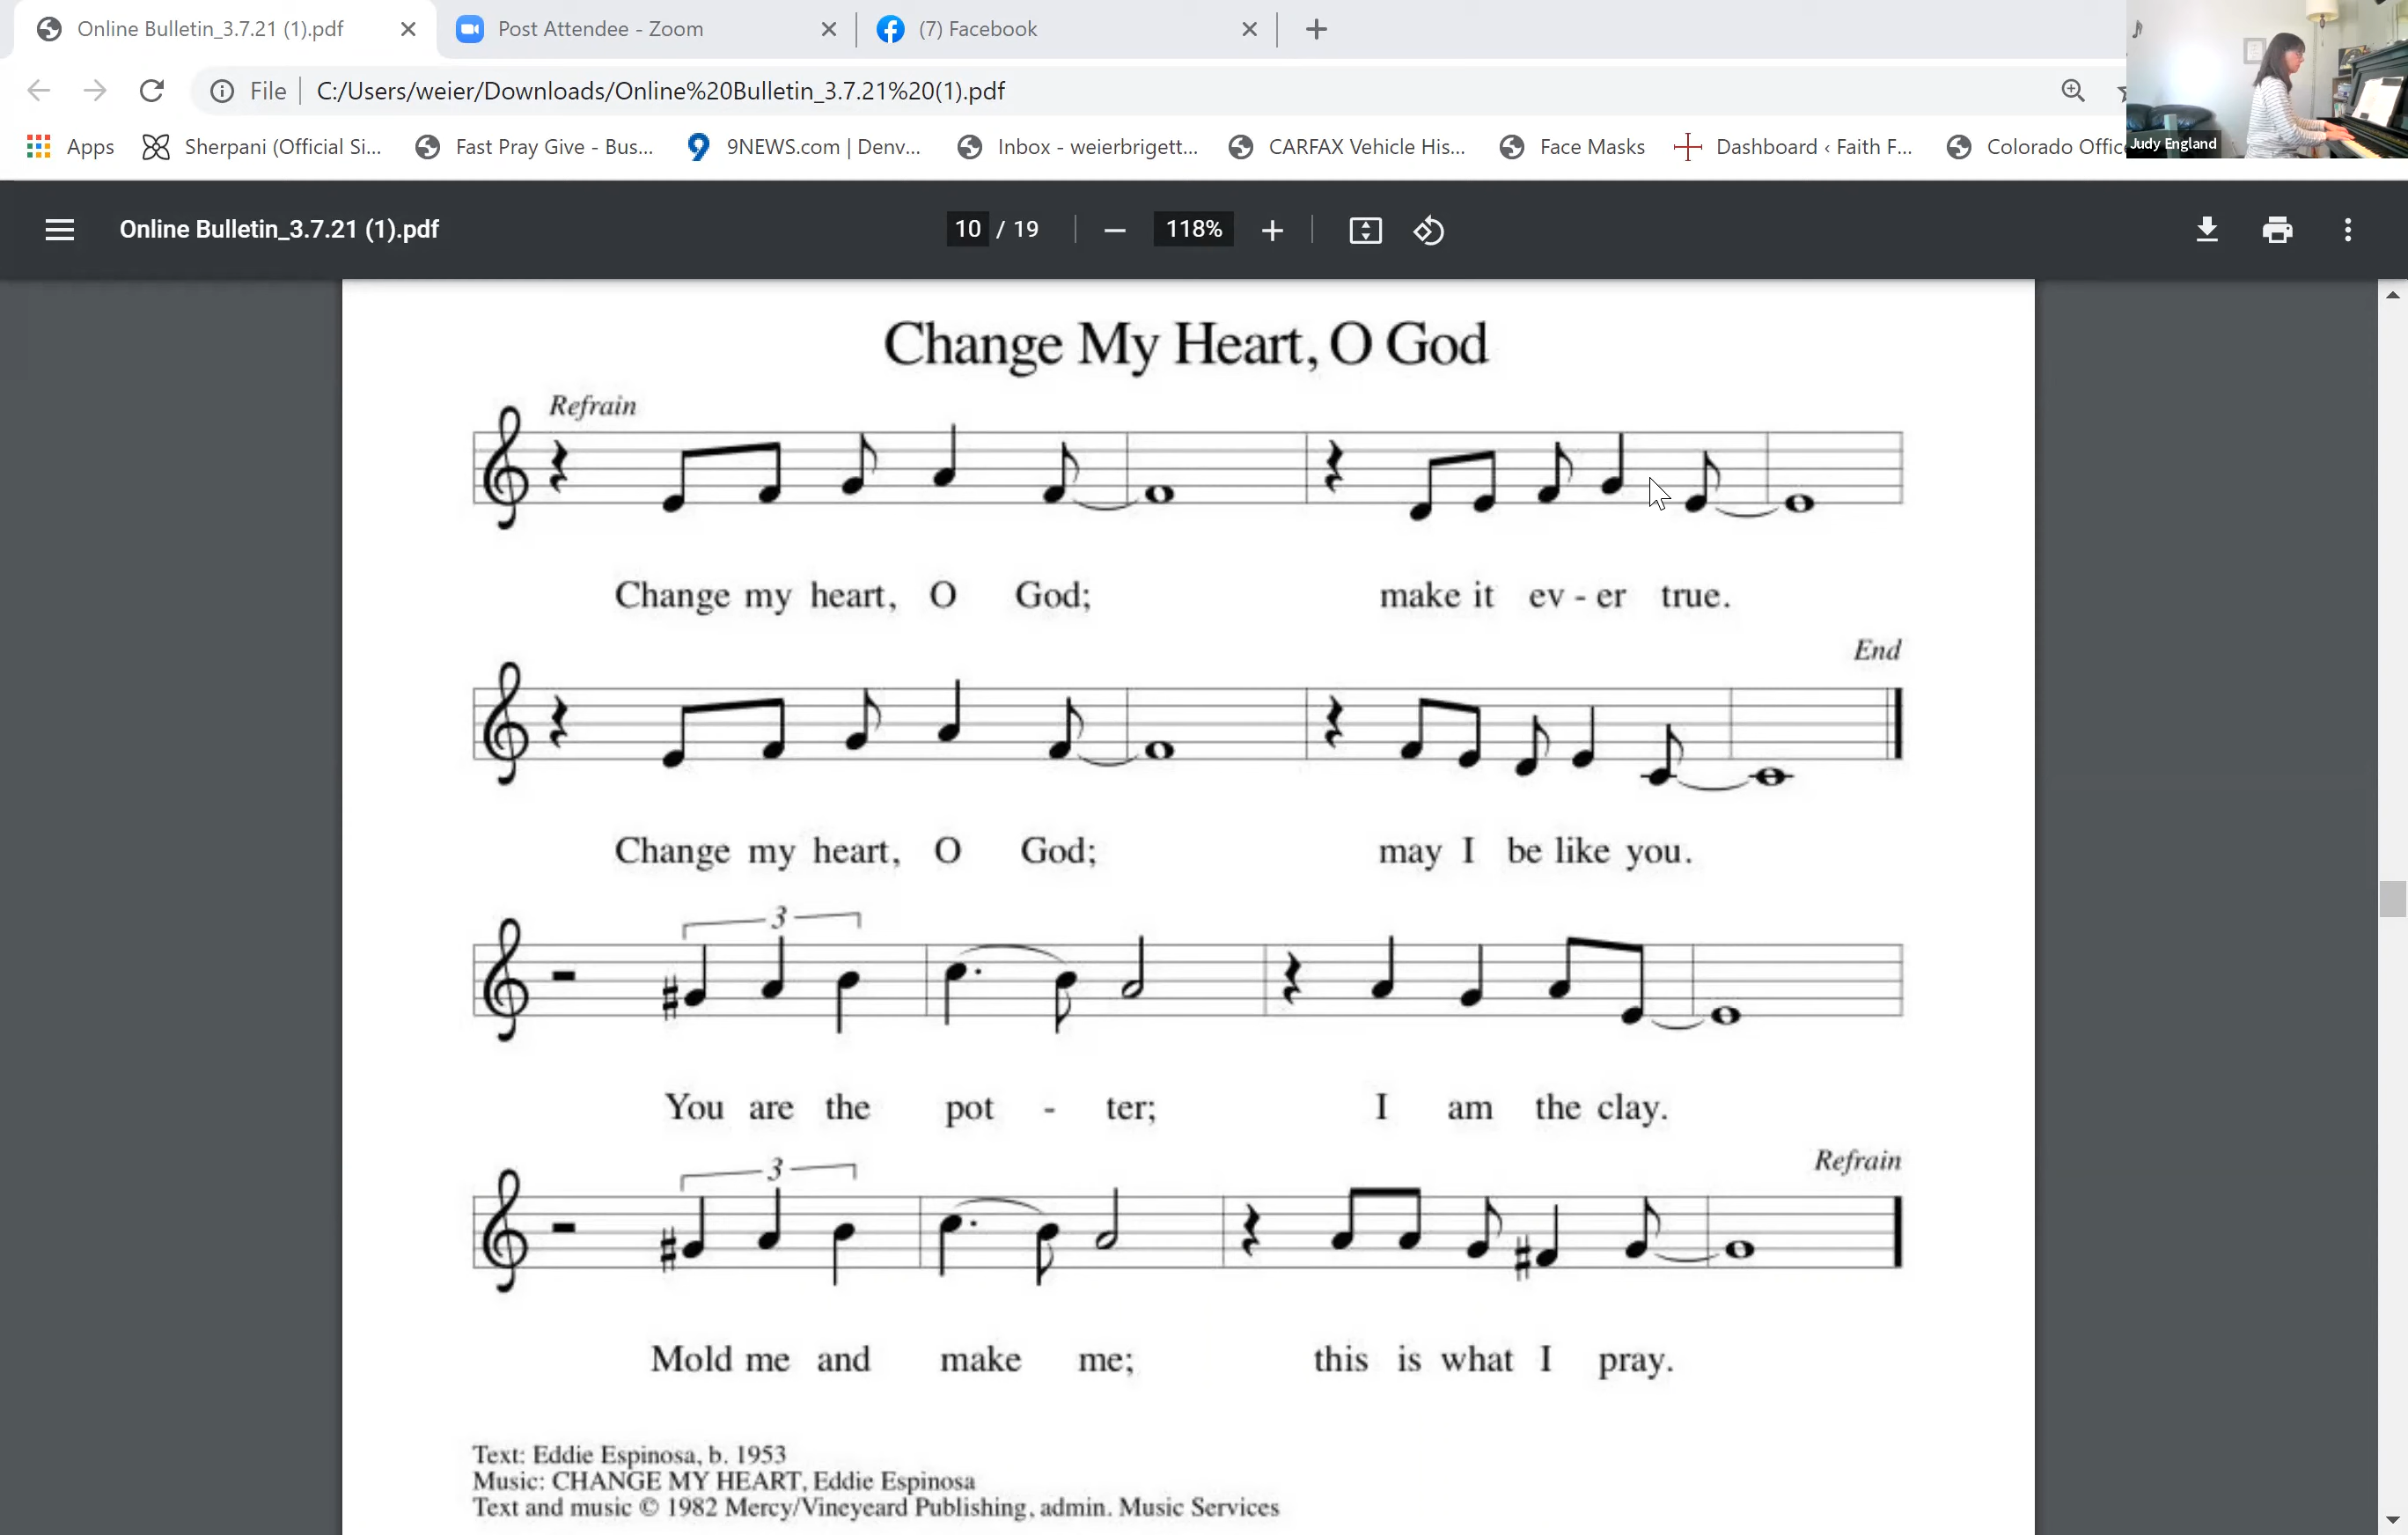 Online Bulletin_3.7.21 (1).pdf
Post Attendee - Zoom
(7) Facebook
File
C:/Users/weier/Downloads/Online%20Bulletin_3.7.21%20(1).pdf
Apps
Sherpani (Official Si...
Fast Pray Give - Bus...
9NEWS.com | Denv...
Inbox - weierbrigett...
CARFAX Vehicle His...
Face Masks
Dashboard ‹ Faith F...
Colorado Offic
Judy England
Online Bulletin_3.7.21 (1).pdf
10 / 19
118%
Change My Heart, O God
Refrain
Change my heart, O God; make it ev - er true.
End
Change my heart, O God; may I be like you.
3
You are the pot - ter; I am the clay.
3
Refrain
Mold me and make me; this is what I pray.
Text: Eddie Espinosa, b. 1953
Music: CHANGE MY HEART, Eddie Espinosa
Text and music © 1982 Mercy/Vineyeard Publishing, admin. Music Services